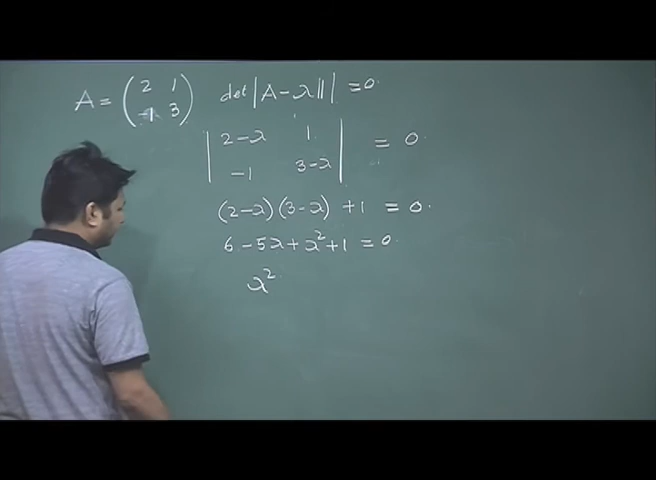 A = ( 2 1 -1 3 ) det |A - λ𝟙| = 0
| 2-λ 1 -1 3-λ | = 0
(2-λ)(3-λ) + 1 = 0
6 - 5λ + λ² + 1 = 0
λ²